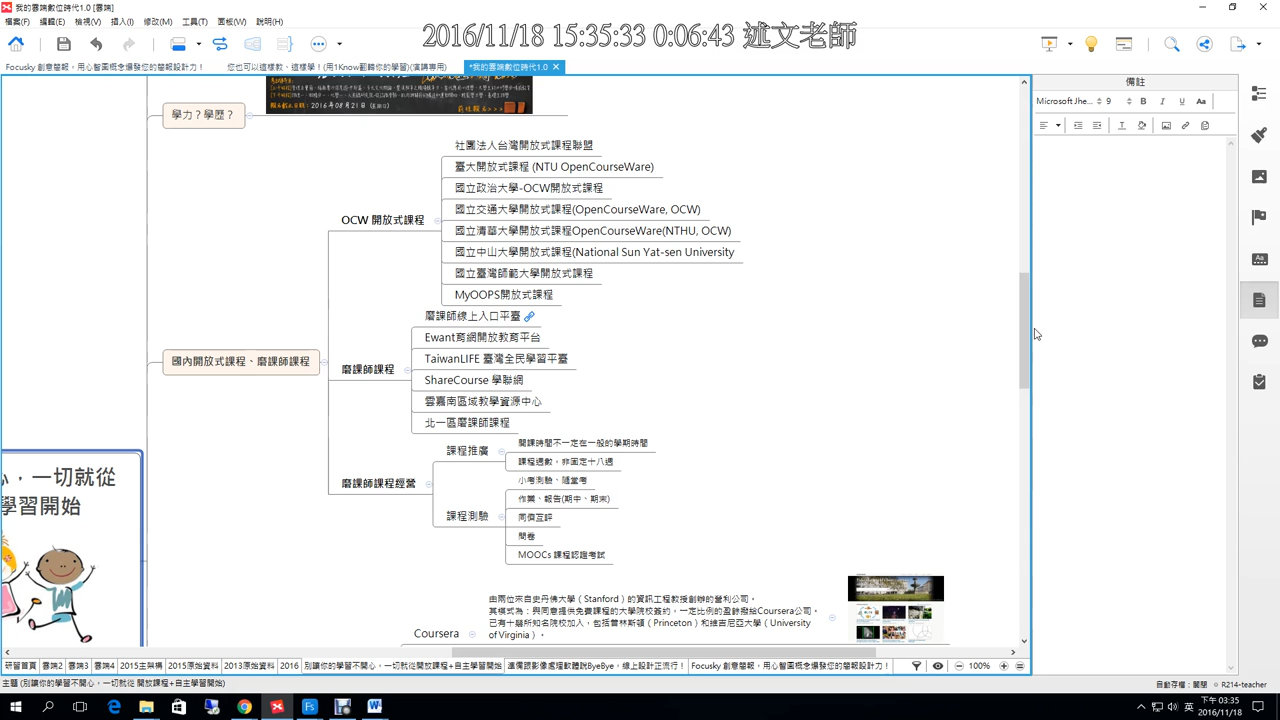 我的雲端數位時代1.0 [雲端]
檔案(F) 編輯(E) 檢視(V) 插入(I) 修改(M) 工具(T) 面板(W) 說明(H)
2016/11/18 15:35:33 0:06:43 述文老師
Focusky 創意簡報，用心智圖概念爆發您的簡報設計力！ 您也可以這樣教、這樣學！(用1Know翻轉你的學習)(演講専用) *我的雲端數位時代1.0
備註
Microsoft Jhe... 9 B I U Aa
學力？學歷？
OCW 開放式課程
社團法人台灣開放式課程聯盟
臺大開放式課程 (NTU OpenCourseWare)
國立政治大學-OCW開放式課程
國立交通大學開放式課程(OpenCourseWare, OCW)
國立清華大學開放式課程OpenCourseWare(NTHU, OCW)
國立中山大學開放式課程(National Sun Yat-sen University
國立臺灣師範大學開放式課程
MyOOPS開放式課程
國內開放式課程、磨課師課程
磨課師課程
磨課師線上入口平臺
Ewant育網開放教育平台
TaiwanLIFE 臺灣全民學習平臺
ShareCourse 學聯網
雲嘉南區域教學資源中心
北一區磨課師課程
磨課師課程經營
課程推廣
開課時間不一定在一般的學期時間
課程週數，非固定十八週
課程測驗
小考測驗、隨堂考
作業、報告(期中、期末)
同儕互評
問卷
MOOCs 課程認證考試
心，一切就從
學習開始
Coursera
由兩位來自史丹佛大學（Stanford）的資訊工程教授創辦的營利公司。
其模式為：與同意提供免費課程的大學院校簽約，一定比例的盈餘撥給Coursera公司。
已有十層所知名院校加入，包括普林斯頓（Princeton）和維吉尼亞大學（University
of Virginia）。
研習首頁 雲端2 雲端3 雲端4 2015主架構 2015原始資料 2013原始資料 2016 別讓你的學習不開心，一切就從開放課程+自主學習開始 準備跟影像處理軟體說ByeBye，線上設計正流行！ Focusky 創意簡報，用心智圖概念爆發您的簡報設計力！ 100%
主題 (別讓你的學習不開心，一切就從 開放課程+自主學習開始) 自動存檔：關閉 R214-teacher
英 下午 03:35
2016/11/18